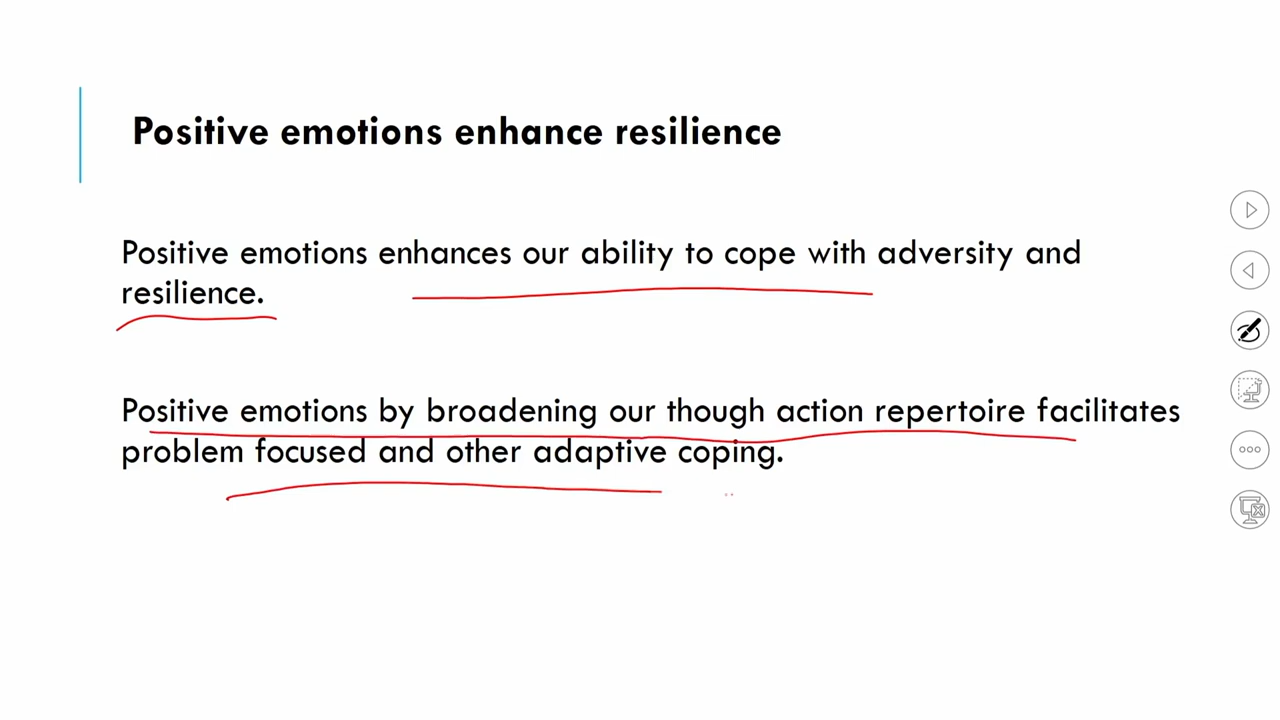 Positive emotions enhance resilience
Positive emotions enhances our ability to cope with adversity and
resilience.
Positive emotions by broadening our though action repertoire facilitates
problem focused and other adaptive coping.